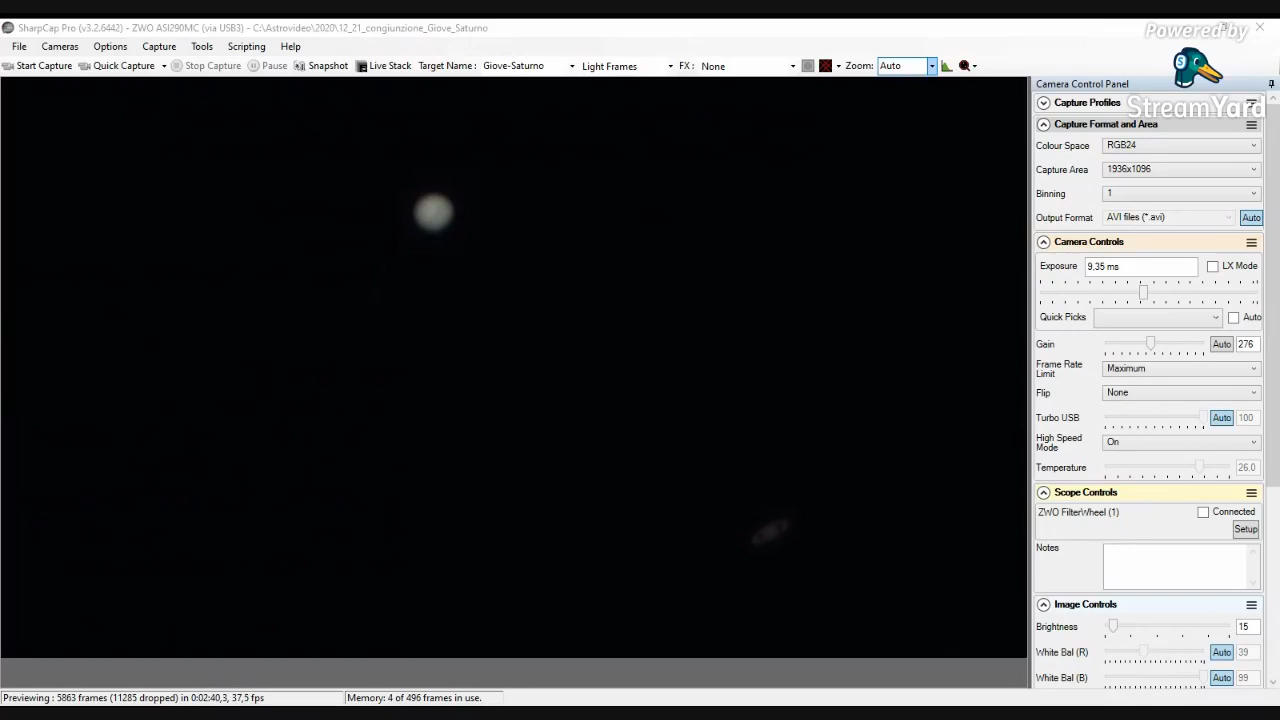 SharpCap Pro (v3.2.6442) - ZWO ASI290MC (via USB3) - C:\Astrovideo\2020\12_21_congiunzione_Giove_Saturno
Powered by
File Cameras Options Capture Tools Scripting Help
Start Capture Quick Capture Stop Capture Pause Snapshot Live Stack Target Name: Giove-Saturno Light Frames FX: None Zoom: Auto
S
StreamYard
Camera Control Panel
Capture Profiles
Capture Format and Area
Colour Space RGB24
Capture Area 1936x1096
Binning 1
Output Format AVI files (*.avi) Auto
Camera Controls
Exposure 9,35 ms LX Mode
Quick Picks Auto
Gain Auto 276
Frame Rate
Limit Maximum
Flip None
Turbo USB Auto 100
High Speed
Mode On
Temperature 26.0
Scope Controls
ZWO FilterWheel (1) Connected
Setup
Notes
Image Controls
Brightness 15
White Bal (R) Auto 39
White Bal (B) Auto 99
Previewing : 5863 frames (11285 dropped) in 0:02:40,3, 37,5 fps Memory: 4 of 496 frames in use.